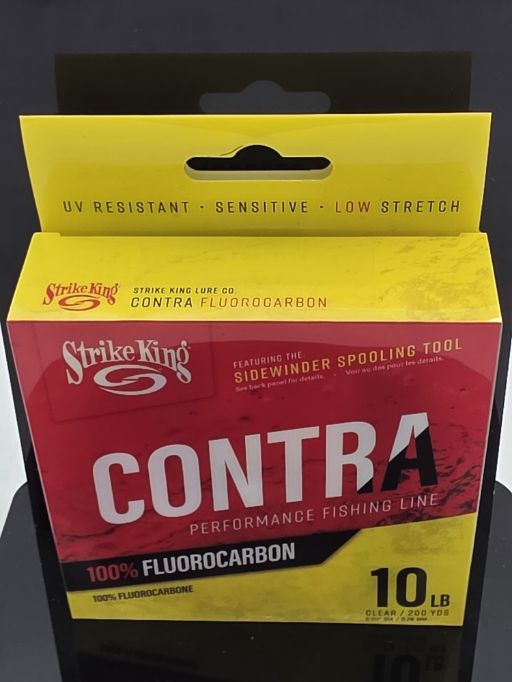 UV RESISTANT · SENSITIVE · LOW STRETCH
Strike King
STRIKE KING LURE CO.
CONTRA FLUOROCARBON
Strike King
FEATURING THE
SIDEWINDER SPOOLING TOOL
See back panel for details. · Voir au dos pour les détails.
CONTRA
PERFORMANCE FISHING LINE
100% FLUOROCARBON
100% FLUOROCARBONE
10 LB
CLEAR / 200 YDS